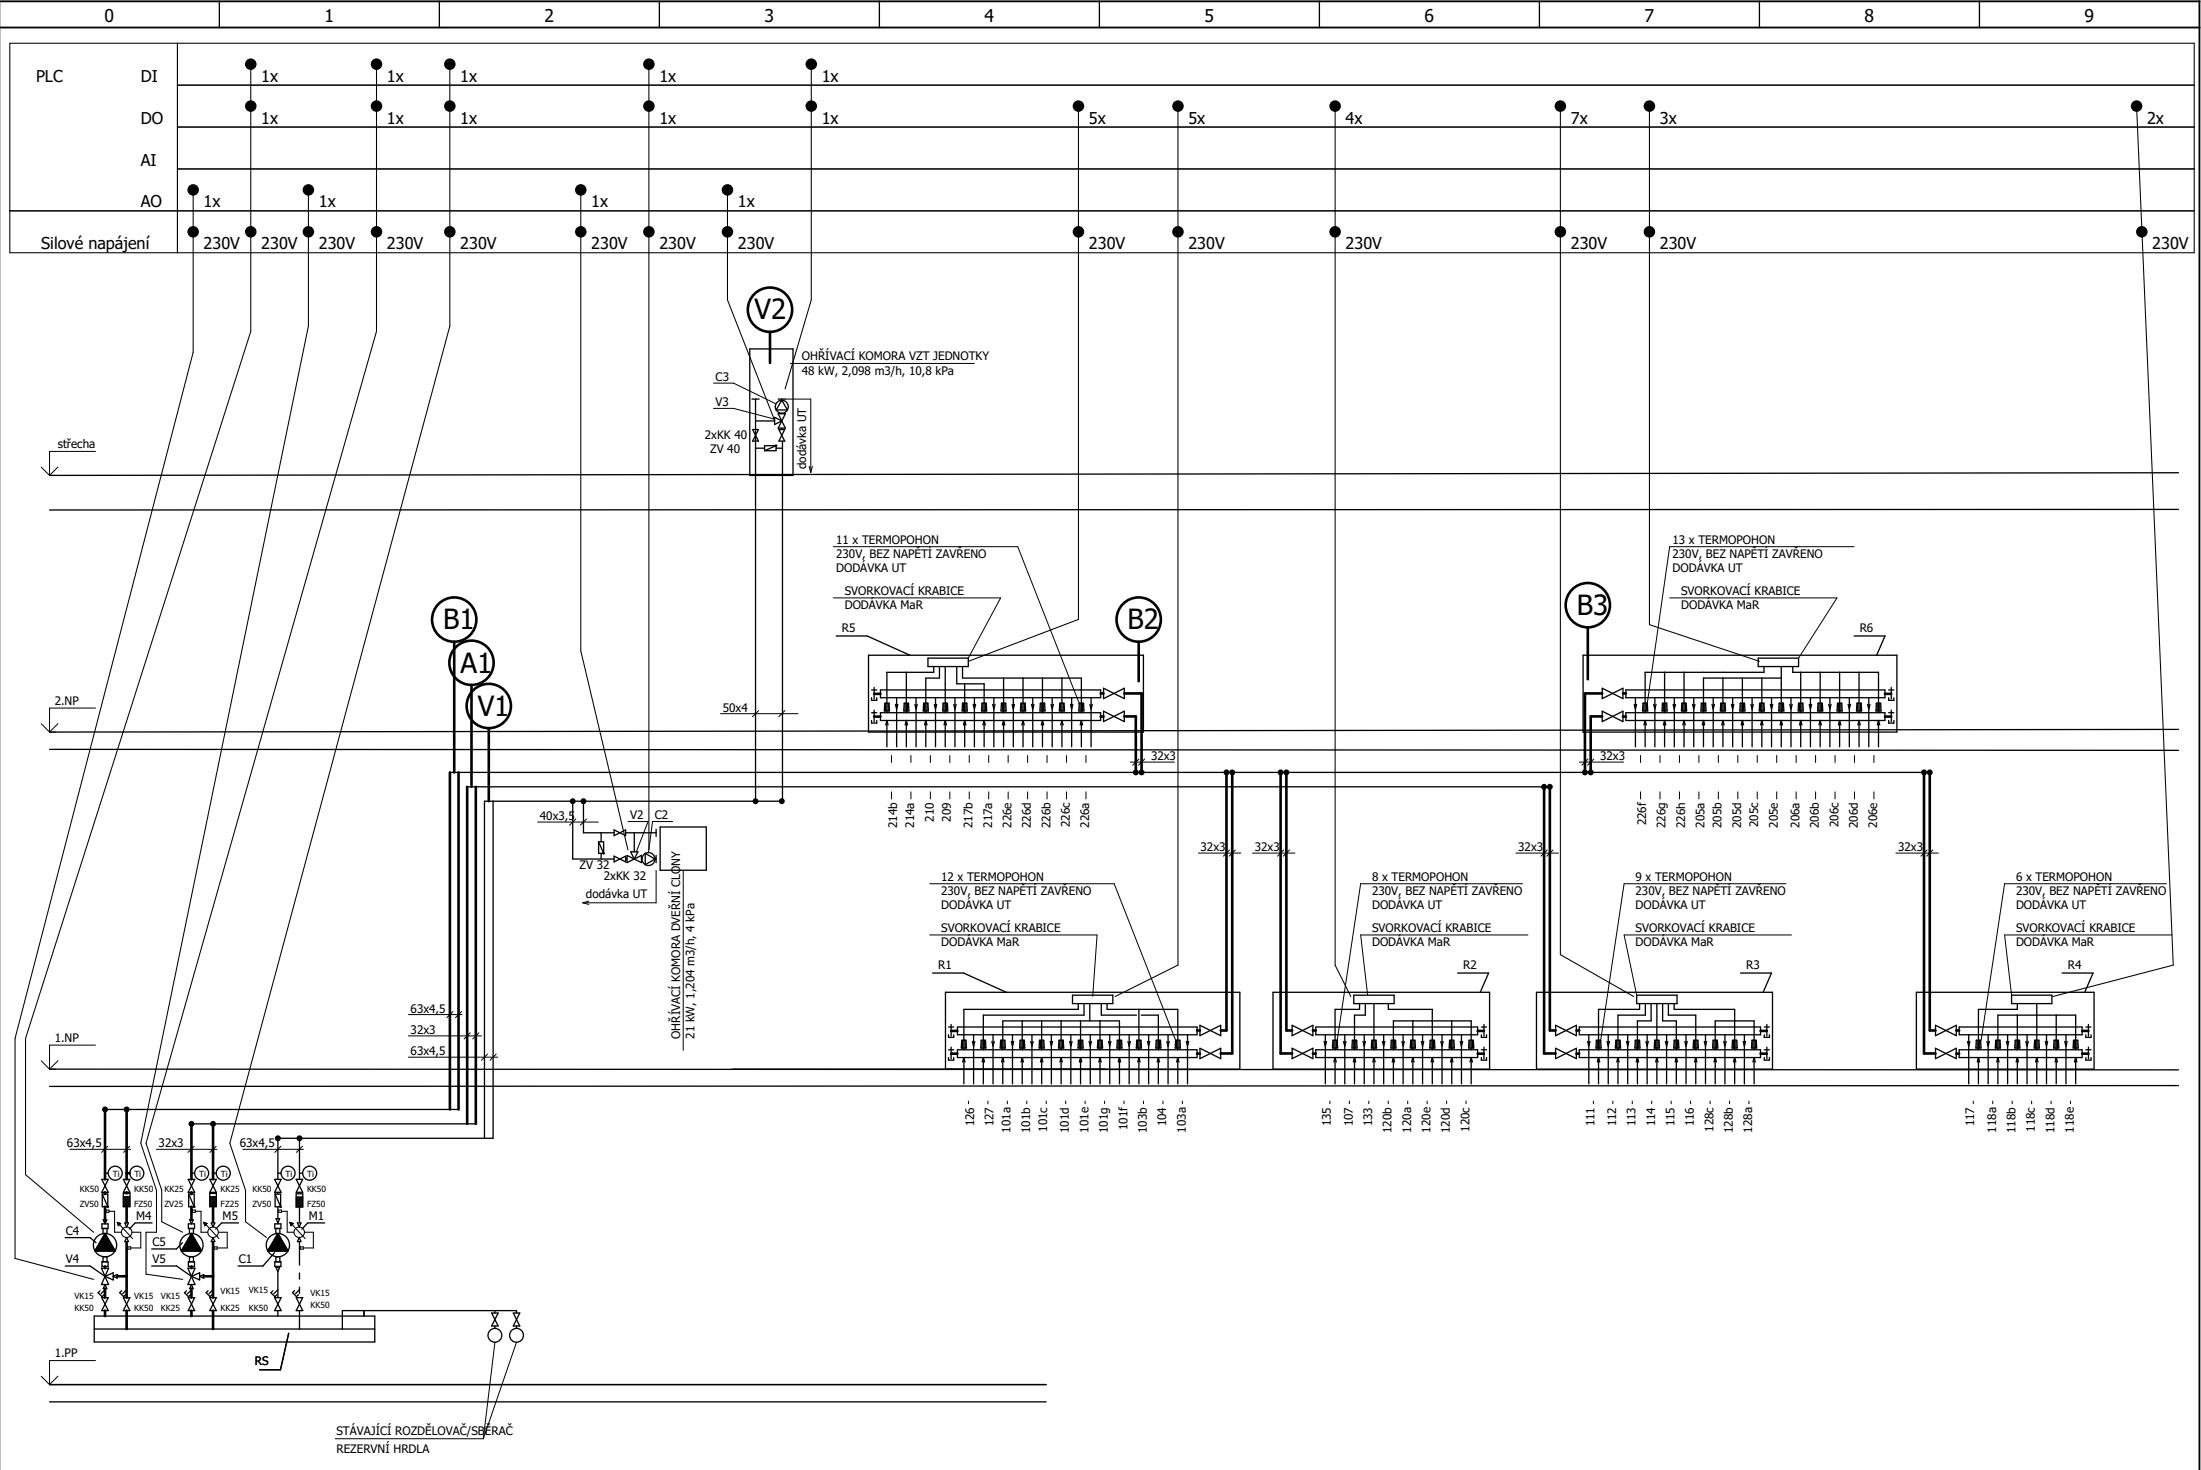 0 1 2 3 4 5 6 7 8 9
PLC DI 1x 1x 1x 1x 1x
DO 1x 1x 1x 1x 1x 5x 5x 4x 7x 3x 2x
AI
AO 1x 1x 1x 1x
Silové napájení 230V 230V 230V 230V 230V 230V 230V 230V 230V 230V 230V 230V 230V 230V
V2
OHŘÍVACÍ KOMORA VZT JEDNOTKY
48 kW, 2,098 m3/h, 10,8 kPa
C3
V3
2xKK 40
ZV 40
dodávka UT
střecha
11 x TERMOPOHON
230V, BEZ NAPĚTÍ ZAVŘENO
DODÁVKA UT
SVORKOVACÍ KRABICE
DODÁVKA MaR
R5
13 x TERMOPOHON
230V, BEZ NAPĚTÍ ZAVŘENO
DODÁVKA UT
SVORKOVACÍ KRABICE
DODÁVKA MaR
R6
B1
A1
V1
B2
B3
2.NP
50x4
32x3
32x3
214b
214a
210
209
217b
217a
226e
226d
226b
226c
226a
226f
226g
226h
205a
205b
205d
205c
205e
206a
206b
206c
206d
206e
40x3,5
V2 C2
ZV 32
2xKK 32
dodávka UT
OHŘÍVACÍ KOMORA DVEŘNÍ CLONY
21 kW, 1,204 m3/h, 4 kPa
32x3 32x3 32x3 32x3
12 x TERMOPOHON
230V, BEZ NAPĚTÍ ZAVŘENO
DODÁVKA UT
SVORKOVACÍ KRABICE
DODÁVKA MaR
R1
8 x TERMOPOHON
230V, BEZ NAPĚTÍ ZAVŘENO
DODÁVKA UT
SVORKOVACÍ KRABICE
DODÁVKA MaR
R2
9 x TERMOPOHON
230V, BEZ NAPĚTÍ ZAVŘENO
DODÁVKA UT
SVORKOVACÍ KRABICE
DODÁVKA MaR
R3
6 x TERMOPOHON
230V, BEZ NAPĚTÍ ZAVŘENO
DODÁVKA UT
SVORKOVACÍ KRABICE
DODÁVKA MaR
R4
63x4,5
32x3
63x4,5
1.NP
126
127
101a
101b
101c
101d
101e
101g
101f
103b
104
103a
135
107
133
120b
120a
120e
120d
120c
111
112
113
114
115
116
128c
128b
128a
117
118a
118b
118c
118d
118e
63x4,5 32x3 63x4,5
Ti Ti Ti Ti Ti Ti
KK50 KK50 KK25 KK25 KK50 KK50
ZV50 FZ50 ZV25 FZ25 ZV50 FZ50
M4 M5 M1
C4 C5 C1
V4 V5
VK15 VK15 VK15 VK15 VK15 VK15
KK50 KK50 KK25 KK25 KK50 KK50
RS
1.PP
STÁVAJÍCÍ ROZDĚLOVAČ/SBĚRAČ
REZERVNÍ HRDLA